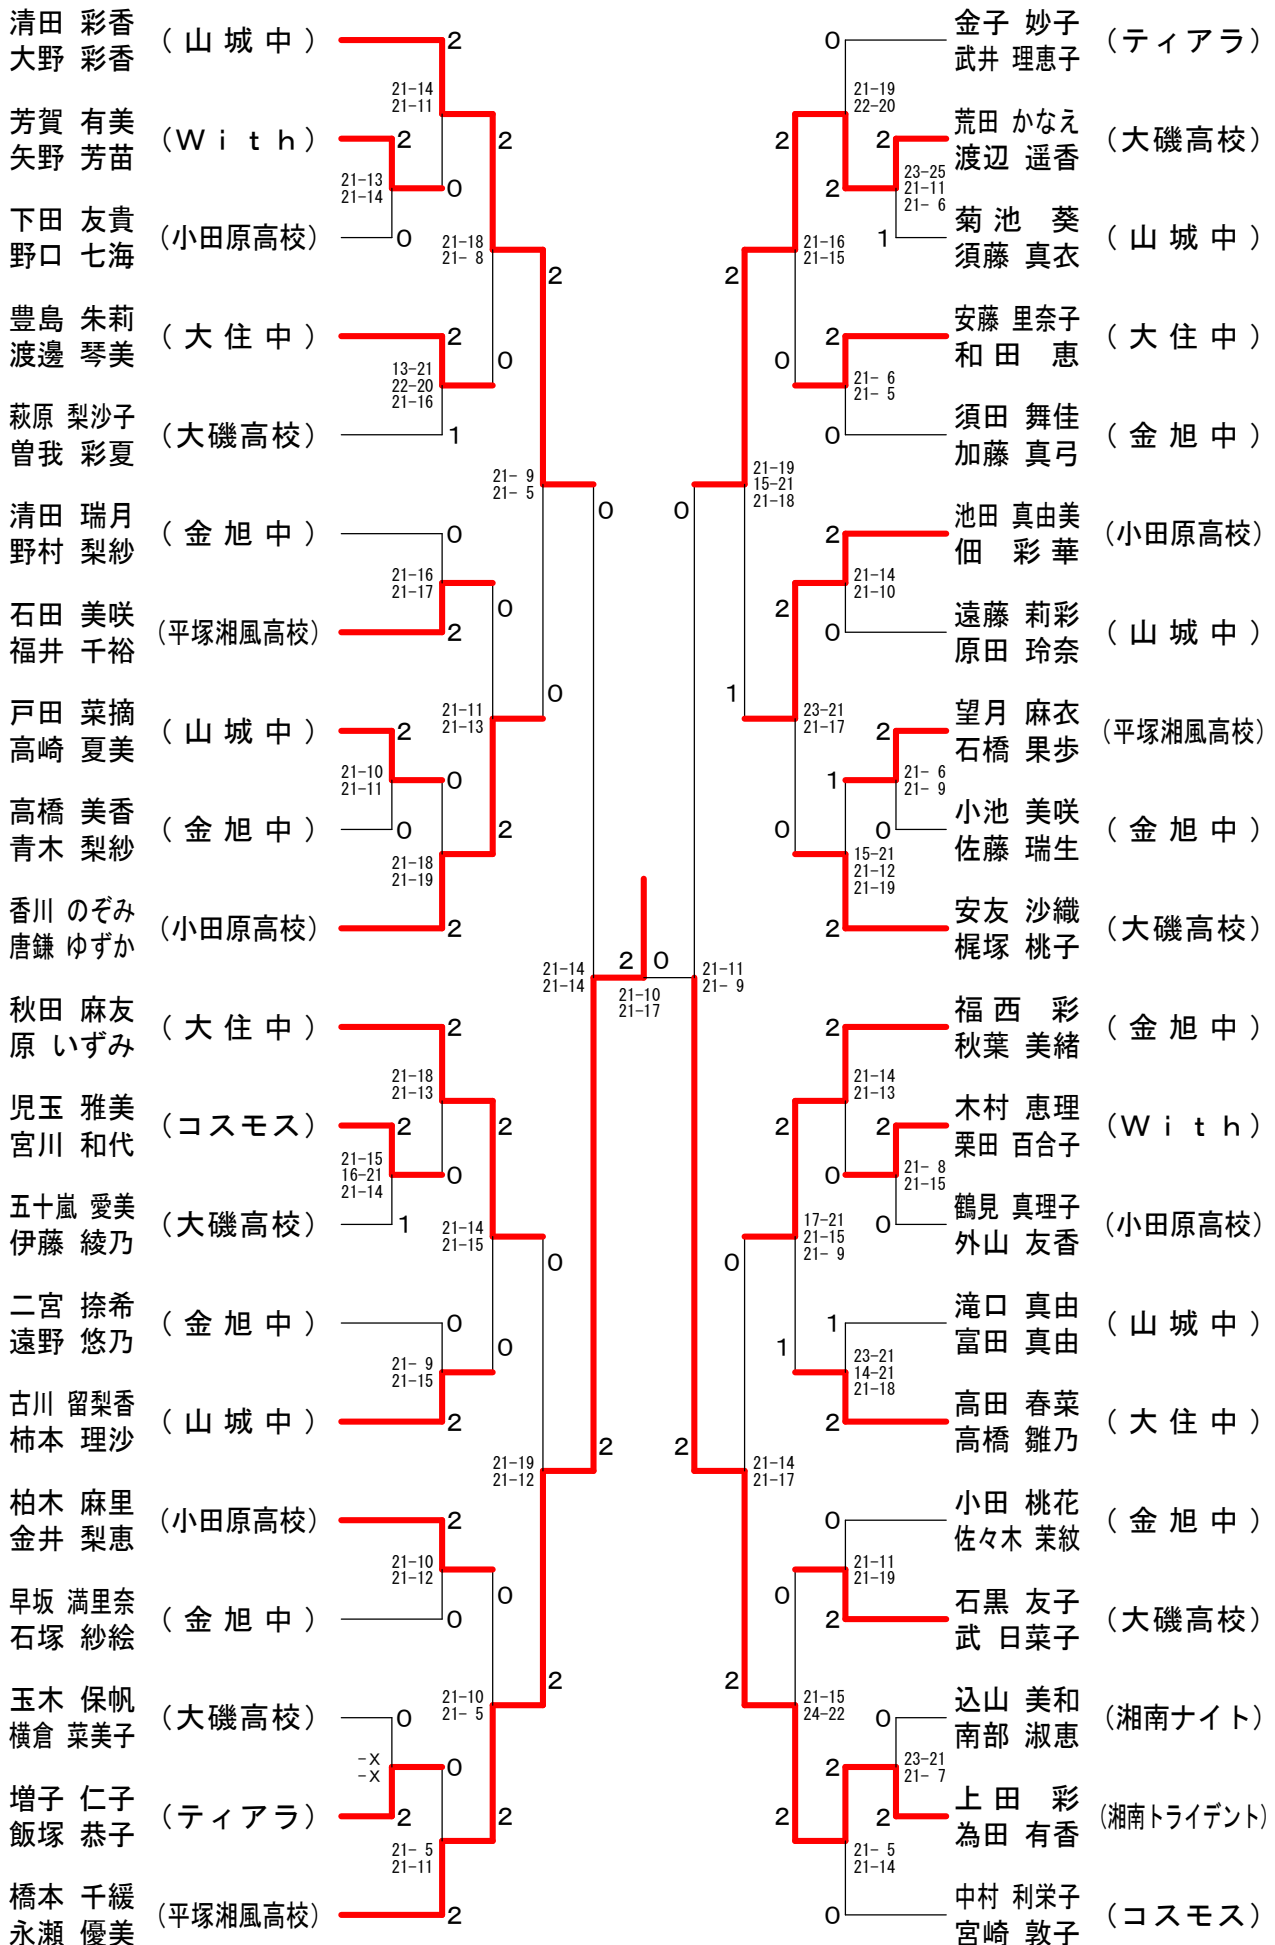 清田 彩香
大野 彩香
(山城中)
2
21-14
21-11
芳賀 有美
矢野 芳苗
(Ｗｉｔｈ)
2
2
21-13
21-14
0
下田 友貴
野口 七海
(小田原高校)
0
21-18
21- 8
2
豊島 朱莉
渡邊 琴美
(大住中)
2
0
13-21
22-20
21-16
萩原 梨沙子
曽我 彩夏
(大磯高校)
1
21- 9
21- 5
0
清田 瑞月
野村 梨紗
(金旭中)
0
21-16
21-17
0
石田 美咲
福井 千裕
(平塚湘風高校)
2
0
21-11
21-13
戸田 菜摘
高崎 夏美
(山城中)
2
21-10
21-11
0
高橋 美香
青木 梨紗
(金旭中)
0
2
21-18
21-19
香川 のぞみ
唐鎌 ゆずか
(小田原高校)
2
21-14
21-14
2
0
21-10
21-17
21-11
21- 9
秋田 麻友
原 いずみ
(大住中)
2
21-18
21-13
児玉 雅美
宮川 和代
(コスモス)
2
2
21-15
16-21
21-14
0
五十嵐 愛美
伊藤 綾乃
(大磯高校)
1
21-14
21-15
0
二宮 捺希
遠野 悠乃
(金旭中)
0
0
21- 9
21-15
古川 留梨香
柿本 理沙
(山城中)
2
21-19
21-12
2
柏木 麻里
金井 梨恵
(小田原高校)
2
21-10
21-12
0
早坂 満里奈
石塚 紗絵
(金旭中)
0
2
21-10
21- 5
玉木 保帆
横倉 菜美子
(大磯高校)
0
-X
-X
0
増子 仁子
飯塚 恭子
(ティアラ)
2
2
21- 5
21-11
橋本 千緩
永瀬 優美
(平塚湘風高校)
2
0
金子 妙子
武井 理恵子
(ティアラ)
21-19
22-20
2
2
荒田 かなえ
渡辺 遥香
(大磯高校)
2
23-25
21-11
21- 6
1
菊池 葵
須藤 真衣
(山城中)
2
21-16
21-15
0
2
安藤 里奈子
和田 恵
(大住中)
21- 6
21- 5
0
須田 舞佳
加藤 真弓
(金旭中)
0
21-19
15-21
21-18
2
池田 真由美
佃 彩華
(小田原高校)
2
21-14
21-10
0
遠藤 莉彩
原田 玲奈
(山城中)
1
23-21
21-17
2
望月 麻衣
石橋 果歩
(平塚湘風高校)
1
21- 6
21- 9
0
0
小池 美咲
佐藤 瑞生
(金旭中)
15-21
21-12
21-19
2
安友 沙織
梶塚 桃子
(大磯高校)
2
福西 彩
秋葉 美緒
(金旭中)
21-14
21-13
2
2
木村 恵理
栗田 百合子
(Ｗｉｔｈ)
0
21- 8
21-15
0
鶴見 真理子
外山 友香
(小田原高校)
0
17-21
21-15
21- 9
1
1
滝口 真由
富田 真由
(山城中)
23-21
14-21
21-18
2
高田 春菜
高橋 雛乃
(大住中)
2
21-14
21-17
0
小田 桃花
佐々木 茉紋
(金旭中)
0
21-11
21-19
2
石黒 友子
武 日菜子
(大磯高校)
2
21-15
24-22
0
込山 美和
南部 淑恵
(湘南ナイト)
2
23-21
21- 7
2
2
上田 彩
為田 有香
(湘南トライデント)
21- 5
21-14
0
中村 利栄子
宮崎 敦子
(コスモス)